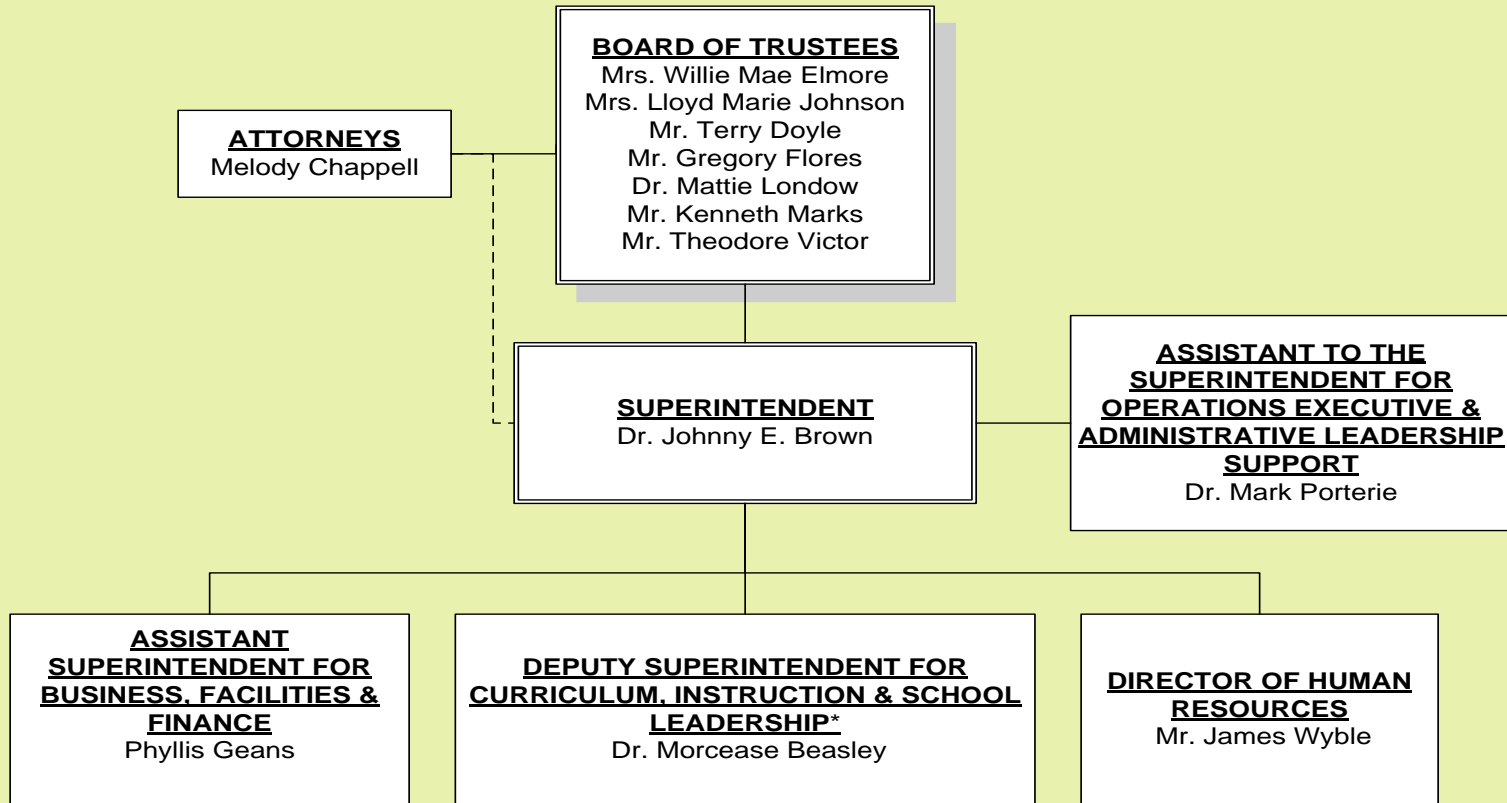 BOARD OF TRUSTEES
Mrs. Willie Mae Elmore
Mrs. Lloyd Marie Johnson
Mr. Terry Doyle
Mr. Gregory Flores
Dr. Mattie Londow
Mr. Kenneth Marks
Mr. Theodore Victor
ATTORNEYS
Melody Chappell
SUPERINTENDENT
Dr. Johnny E. Brown
ASSISTANT TO THE
SUPERINTENDENT FOR
OPERATIONS EXECUTIVE &
ADMINISTRATIVE LEADERSHIP
SUPPORT
Dr. Mark Porterie
ASSISTANT
SUPERINTENDENT FOR
BUSINESS, FACILITIES &
FINANCE
Phyllis Geans
DEPUTY SUPERINTENDENT FOR
CURRICULUM, INSTRUCTION & SCHOOL
LEADERSHIP*
Dr. Morcease Beasley
DIRECTOR OF HUMAN
RESOURCES
Mr. James Wyble